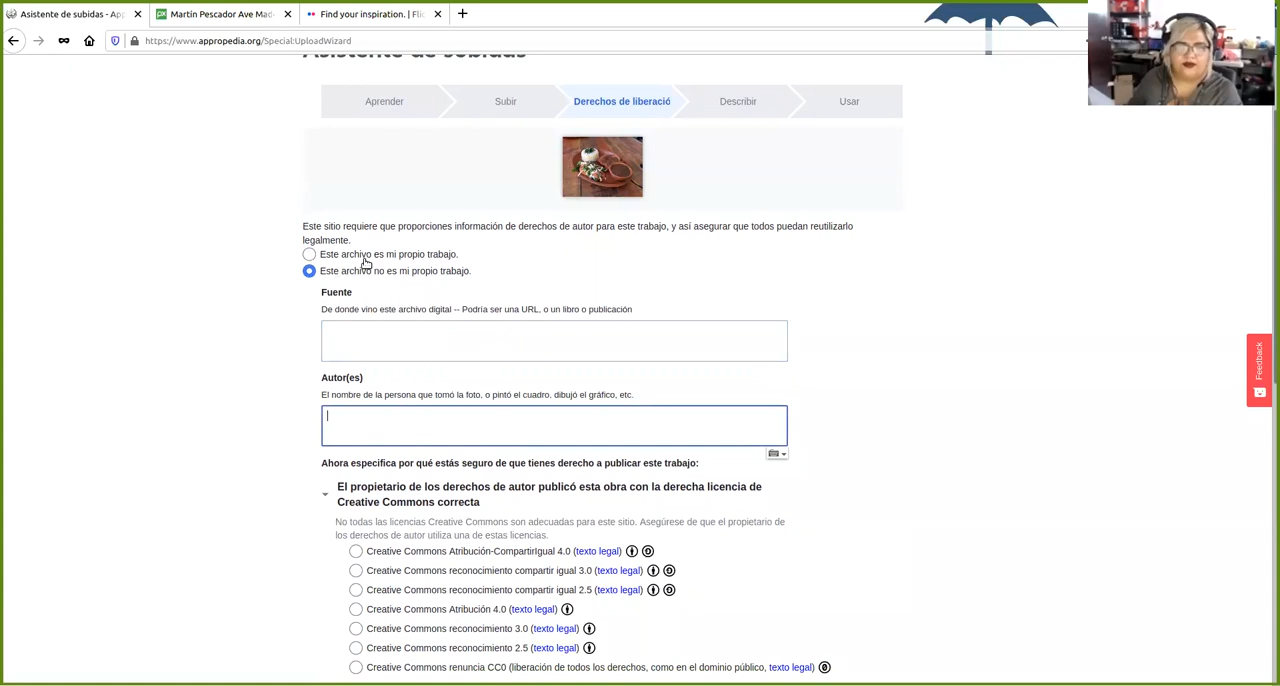 Asistente de subidas - App
Martín Pescador Ave Mad
Find your inspiration. | Flic
https://www.appropedia.org/Special:UploadWizard
Asistente de subidas
Aprender
Subir
Derechos de liberació
Describir
Usar
Este sitio requiere que proporciones información de derechos de autor para este trabajo, y así asegurar que todos puedan reutilizarlo
legalmente.
Este archivo es mi propio trabajo.
Este archivo no es mi propio trabajo.
Fuente
De donde vino este archivo digital -- Podría ser una URL, o un libro o publicación
Autor(es)
El nombre de la persona que tomó la foto, o pintó el cuadro, dibujó el gráfico, etc.
Ahora especifica por qué estás seguro de que tienes derecho a publicar este trabajo:
El propietario de los derechos de autor publicó esta obra con la derecha licencia de
Creative Commons correcta
No todas las licencias Creative Commons son adecuadas para este sitio. Asegúrese de que el propietario de
los derechos de autor utiliza una de estas licencias.
Creative Commons Atribución-CompartirIgual 4.0 (texto legal)
Creative Commons reconocimiento compartir igual 3.0 (texto legal)
Creative Commons reconocimiento compartir igual 2.5 (texto legal)
Creative Commons Atribución 4.0 (texto legal)
Creative Commons reconocimiento 3.0 (texto legal)
Creative Commons reconocimiento 2.5 (texto legal)
Creative Commons renuncia CC0 (liberación de todos los derechos, como en el dominio público, texto legal)
Feedback